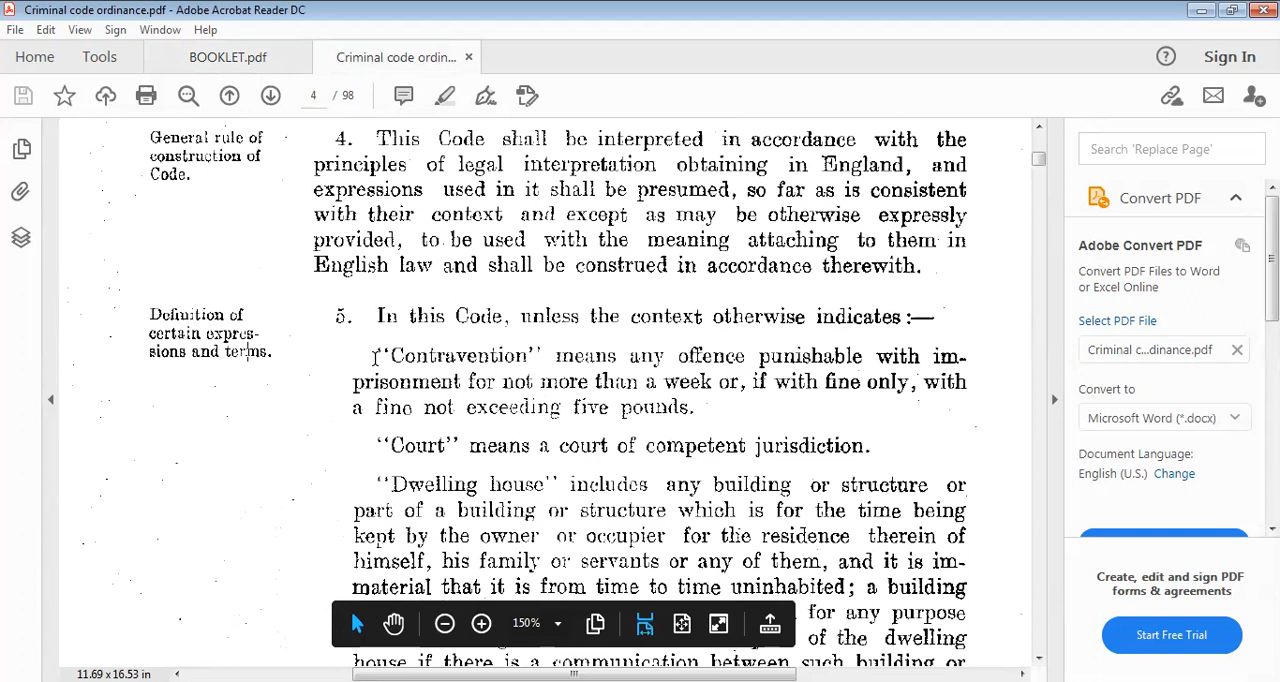 Criminal code ordinance.pdf - Adobe Acrobat Reader DC
File Edit View Sign Window Help
Home Tools BOOKLET.pdf Criminal code ordin... × Sign In
4 / 98
General rule of
construction of
Code.
4. This Code shall be interpreted in accordance with the
principles of legal interpretation obtaining in England, and
expressions used in it shall be presumed, so far as is consistent
with their context and except as may be otherwise expressly
provided, to be used with the meaning attaching to them in
English law and shall be construed in accordance therewith.
Definition of
certain expres-
sions and terms.
5. In this Code, unless the context otherwise indicates :—
"Contravention" means any offence punishable with im-
prisonment for not more than a week or, if with fine only, with
a fine not exceeding five pounds.
"Court" means a court of competent jurisdiction.
"Dwelling house" includes any building or structure or
part of a building or structure which is for the time being
kept by the owner or occupier for the residence therein of
himself, his family or servants or any of them, and it is im-
material that it is from time to time uninhabited; a building
for any purpose
of the dwelling
house if there is a communication between such building or
150%
11.69 x 16.53 in
Search 'Replace Page'
Convert PDF
Adobe Convert PDF
Convert PDF Files to Word
or Excel Online
Select PDF File
Criminal c...dinance.pdf
Convert to
Microsoft Word (*.docx)
Document Language:
English (U.S.) Change
Create, edit and sign PDF
forms & agreements
Start Free Trial